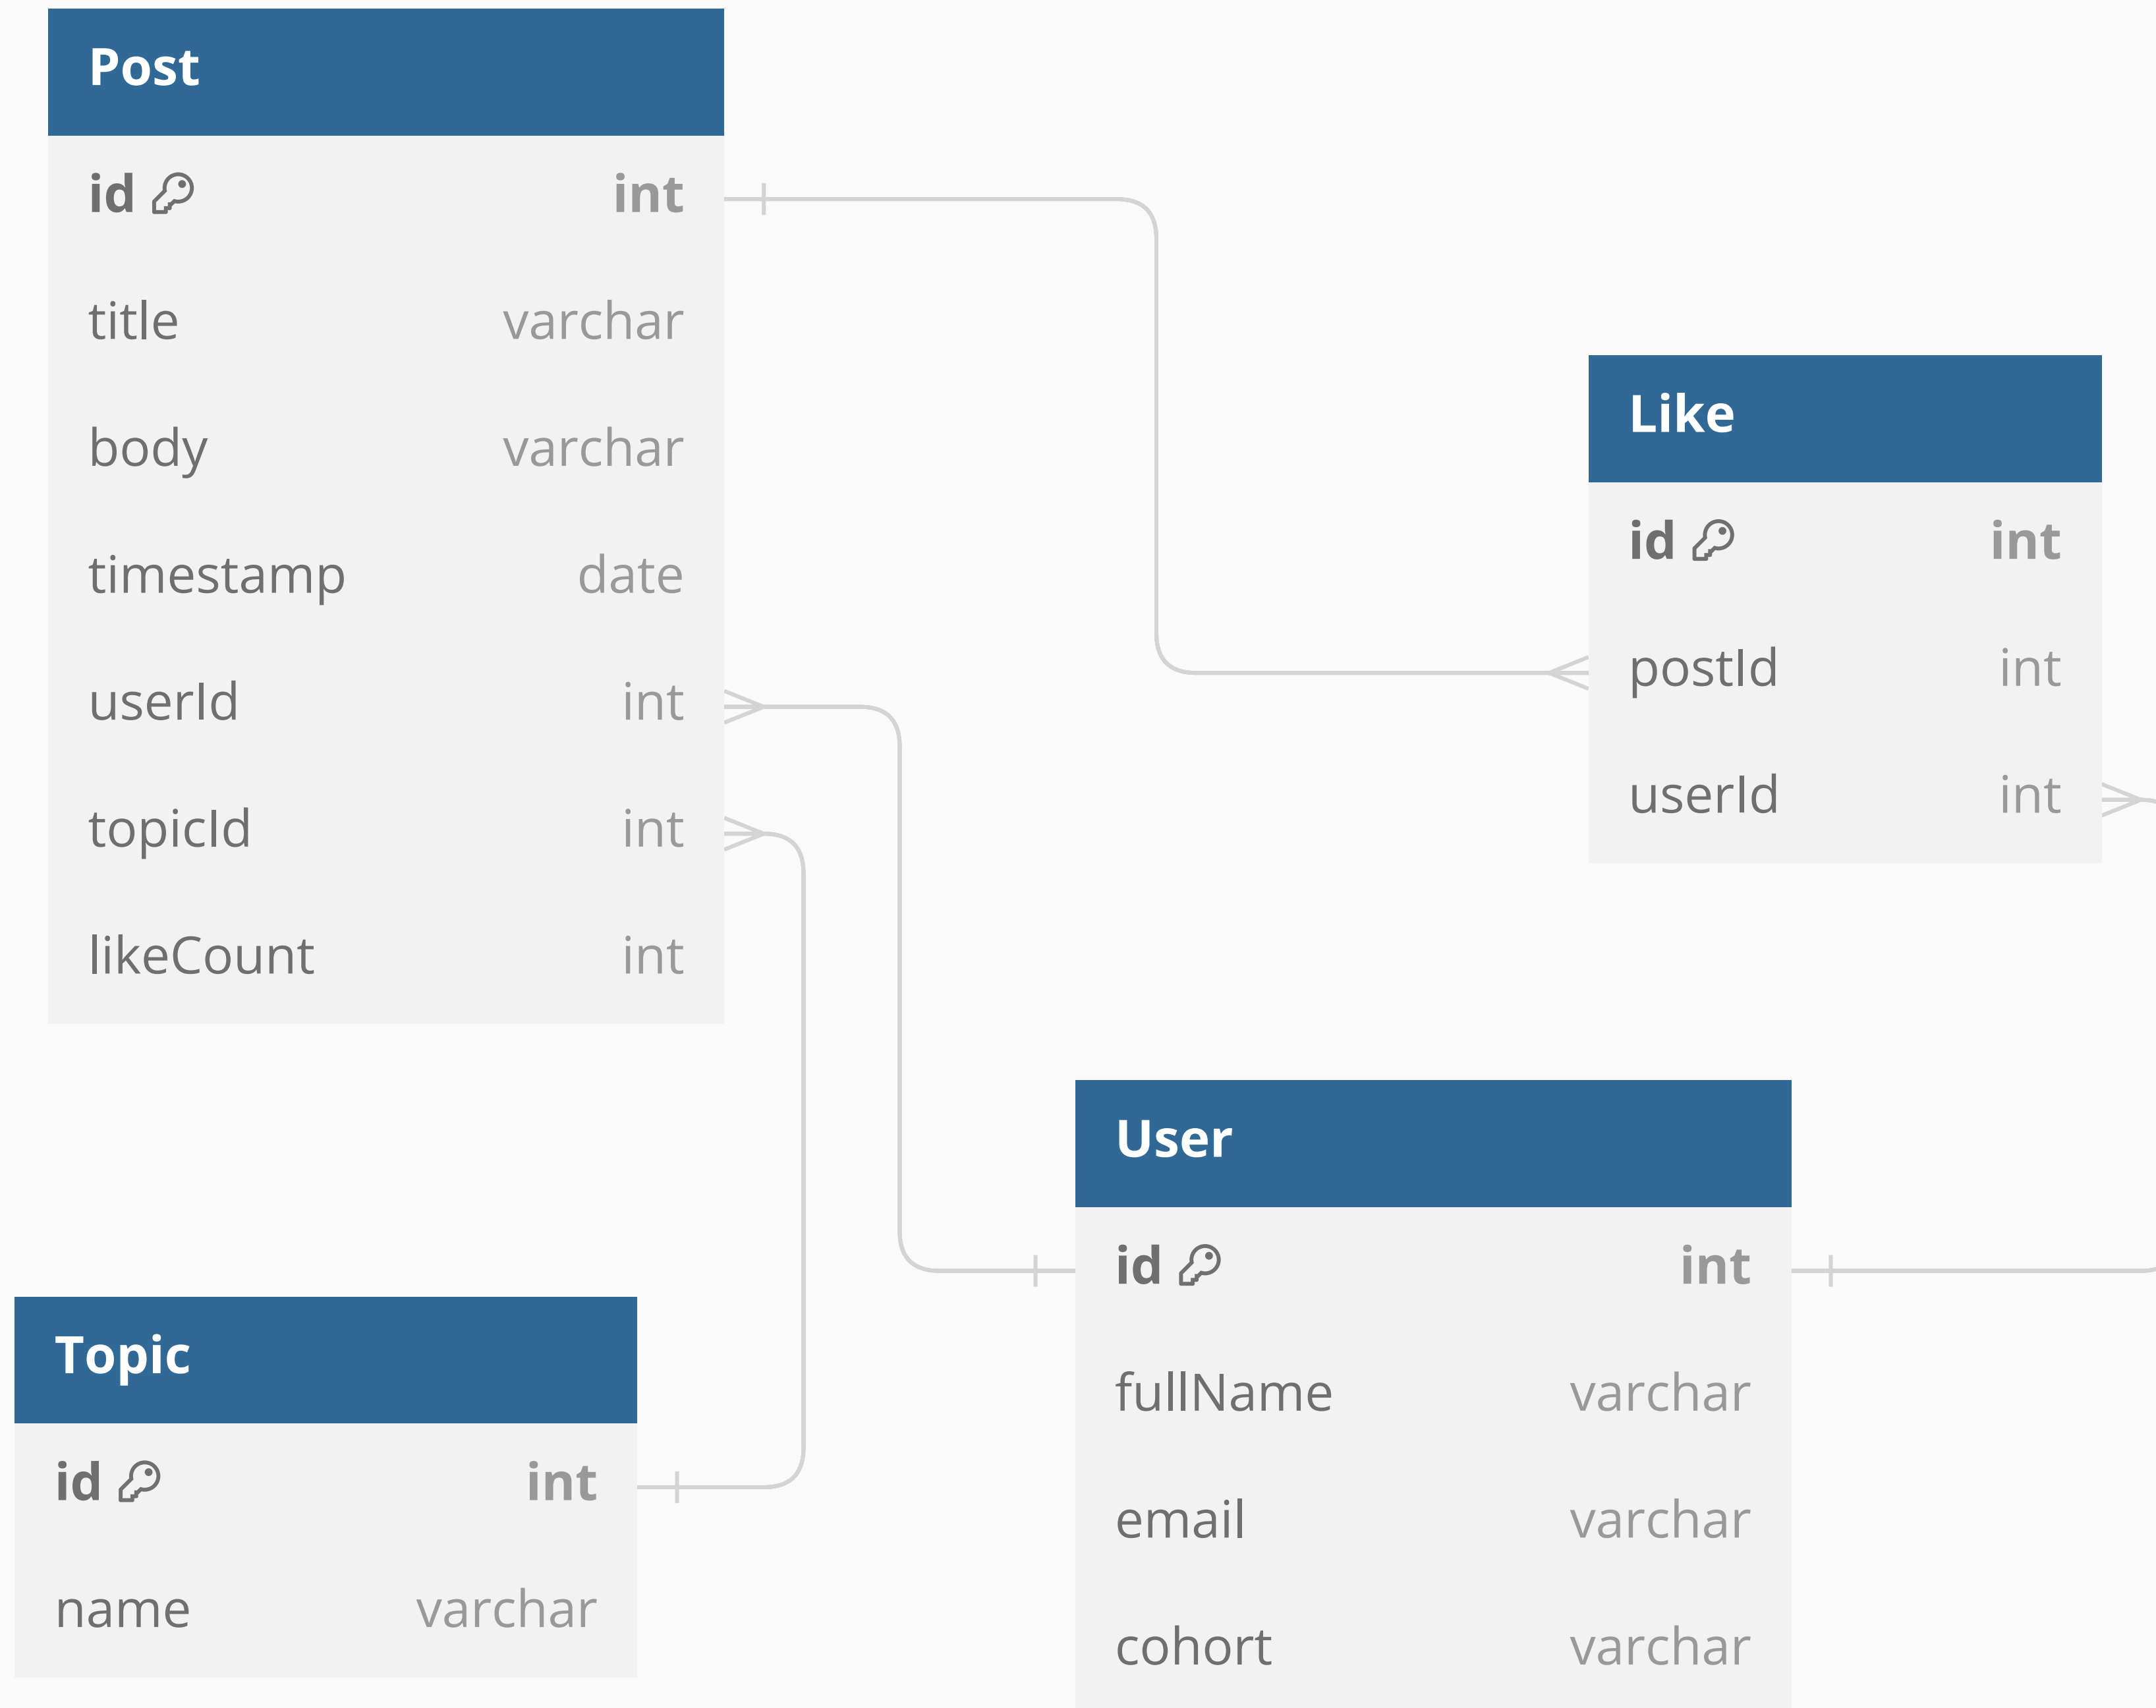 Post
id int
title varchar
body varchar
timestamp date
userId int
topicId int
likeCount int
Like
id int
postId int
userId int
User
id int
fullName varchar
email varchar
cohort varchar
Topic
id int
name varchar